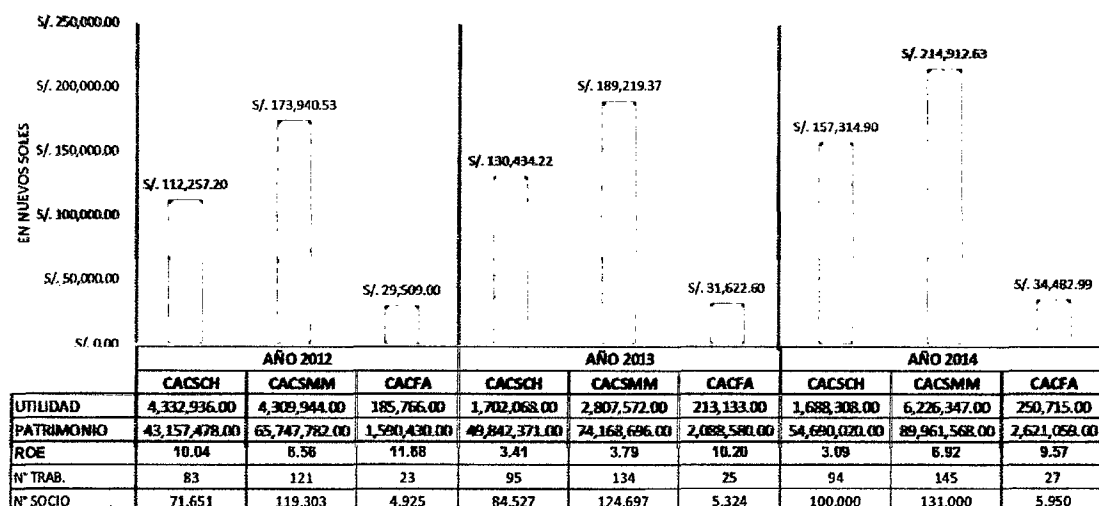 S/. 250,000.00
S/. 200,000.00
S/. 150,000.00
S/. 100,000.00
S/. 50,000.00
S/. 0.00
EN NUEVOS SOLES
S/. 112,257.20
S/. 173,940.53
S/. 29,509.00
S/. 130,434.22
S/. 189,219.37
S/. 31,622.60
S/. 157,314.90
S/. 214,912.63
S/. 34,482.99
AÑO 2012 AÑO 2013 AÑO 2014
CACSCH CACSMM CACFA CACSCH CACSMM CACFA CACSCH CACSMM CACFA
UTILIDAD 4,332,936.00 4,309,944.00 185,766.00 1,702,068.00 2,807,572.00 213,133.00 1,688,308.00 6,226,347.00 250,715.00
PATRIMONIO 43,157,478.00 65,747,782.00 1,590,430.00 49,842,371.00 74,168,696.00 2,088,580.00 54,690,020.00 89,961,568.00 2,621,059.00
ROE 10.04 6.56 11.68 3.41 3.79 10.20 3.09 6.92 9.57
N° TRAB. 83 121 23 95 134 25 94 145 27
N° SOCIO 71.651 119.303 4.925 84.527 124.697 5.324 100.000 131.000 5.950